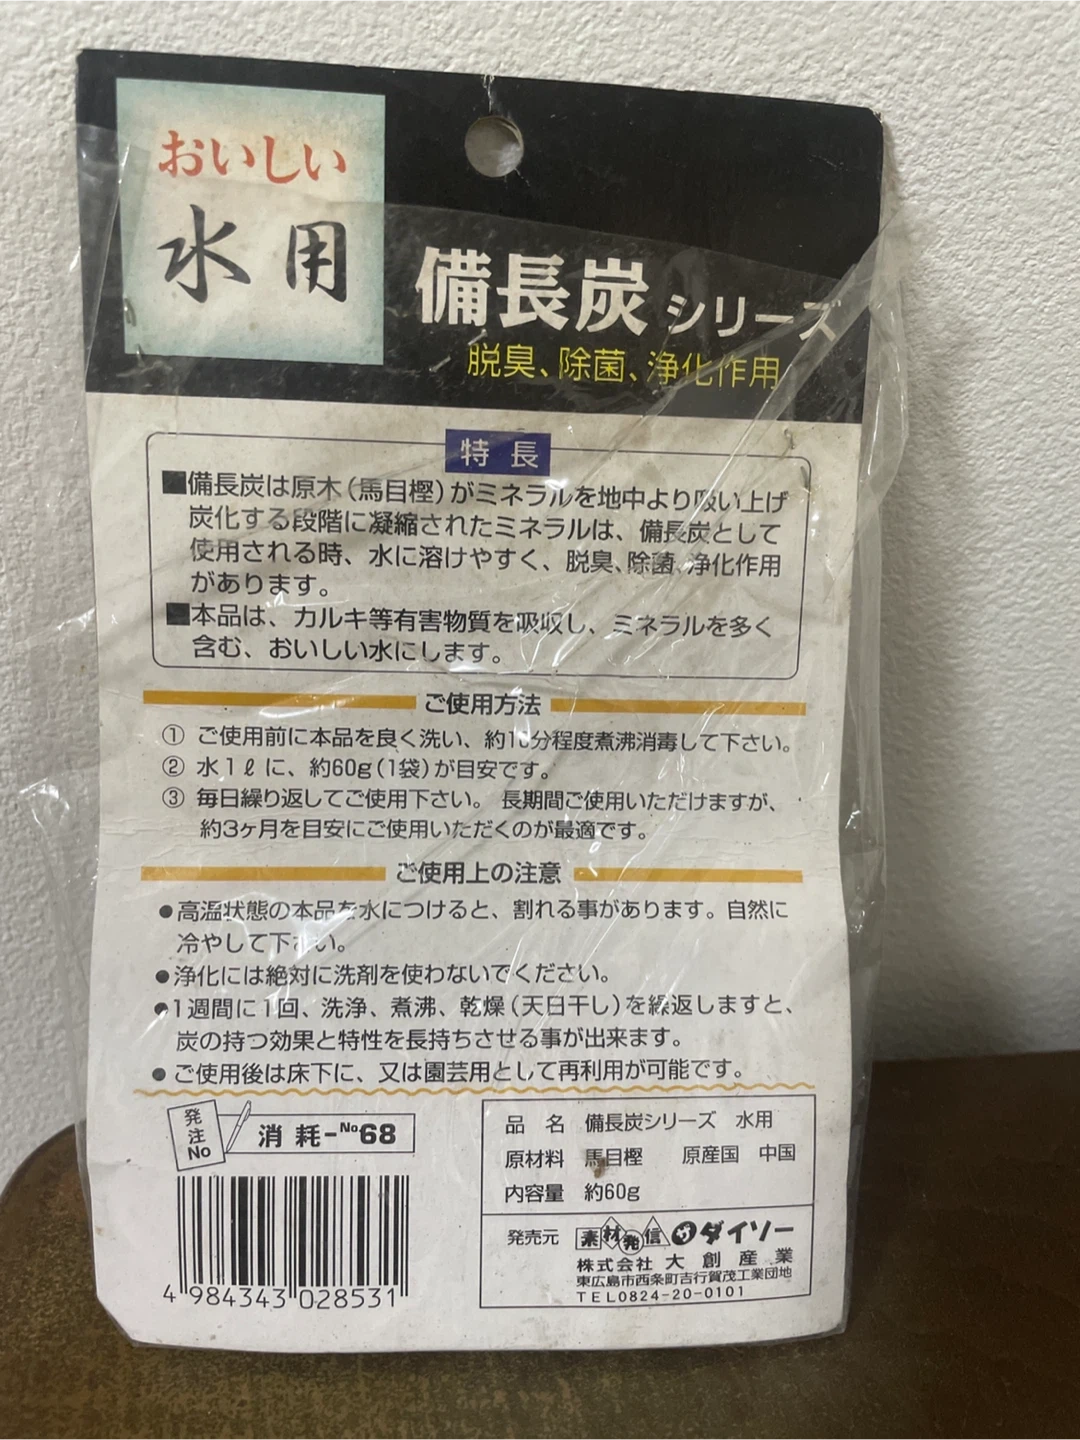 おいしい
水用
備長炭シリーズ
脱臭、除菌、浄化作用
特長
■備長炭は原木(馬目樫)がミネラルを地中より吸い上げ
炭化する段階に凝縮されたミネラルは、備長炭として
使用される時、水に溶けやすく、脱臭、除菌、浄化作用
があります。
■本品は、カルキ等有害物質を吸収し、ミネラルを多く
含む、おいしい水にします。
ご使用方法
① ご使用前に本品を良く洗い、約10分程度煮沸消毒して下さい。
② 水1ℓに、約60g(1袋)が目安です。
③ 毎日繰り返してご使用下さい。 長期間ご使用いただけますが、
約3ヶ月を目安にご使用いただくのが最適です。
ご使用上の注意
●高温状態の本品を水につけると、割れる事があります。自然に
冷やして下さい。
●浄化には絶対に洗剤を使わないでください。
●1週間に1回、洗浄、煮沸、乾燥(天日干し)を繰返しますと、
炭の持つ効果と特性を長持ちさせる事が出来ます。
●ご使用後は床下に、又は園芸用として再利用が可能です。
発注No
消耗-No68
4 984343 028531
品名 備長炭シリーズ 水用
原材料 馬目樫 原産国 中国
内容量 約60g
発売元 素材発信 ザ・ダイソー
株式会社 大創産業
東広島市西条町吉行賀茂工業団地
TEL0824-20-0101